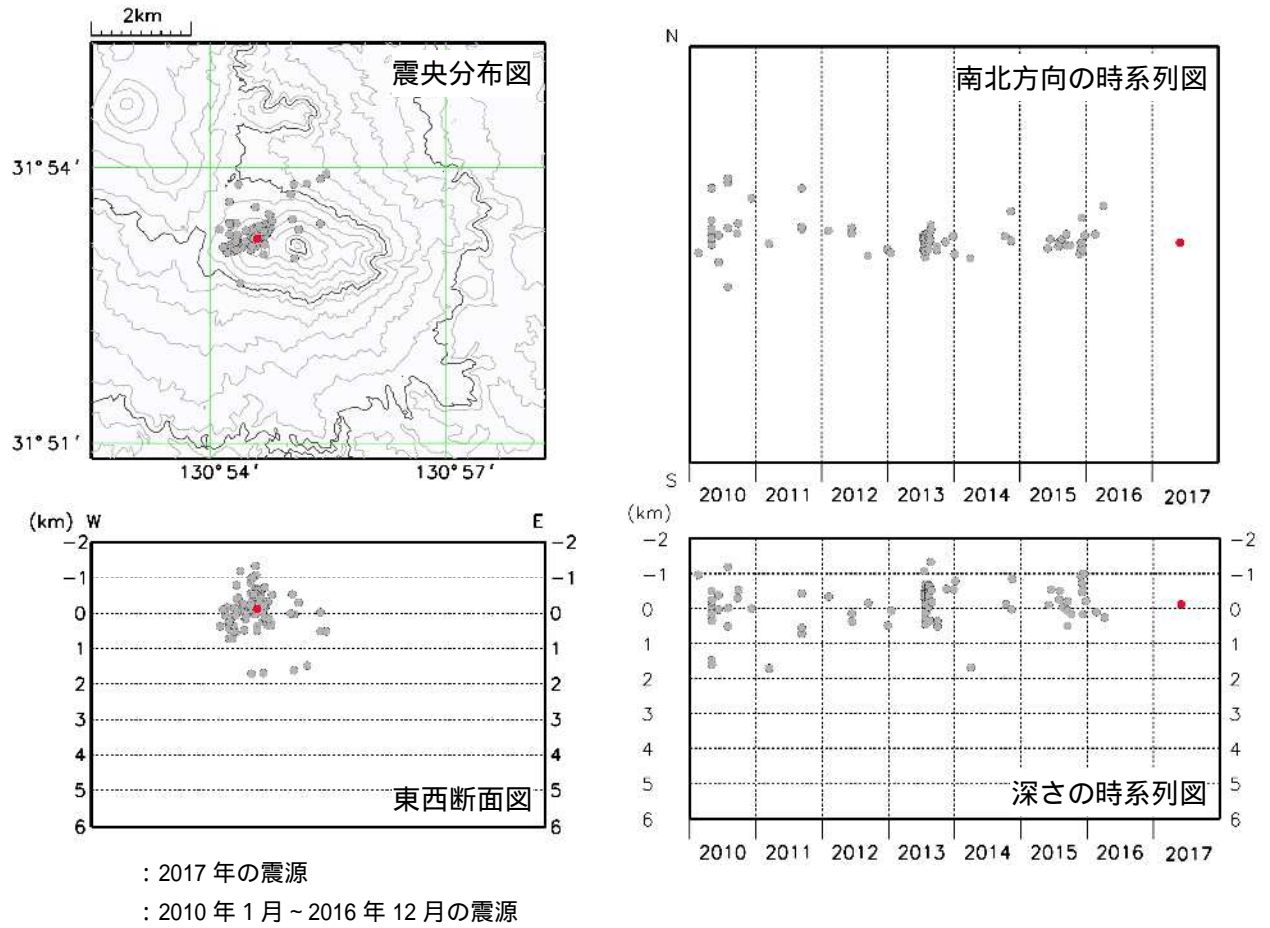 2km
震央分布図
31°54′
31°51′
130°54′ 130°57′
N
南北方向の時系列図
S
2010 2011 2012 2013 2014 2015 2016 2017
(km) W E
-2 -2
-1 -1
0 0
1 1
2 2
3 3
4 4
5 5
6 6
東西断面図
(km)
-2 -2
-1 -1
0 0
1 1
2 2
3 3
4 4
5 5
6 6
深さの時系列図
2010 2011 2012 2013 2014 2015 2016 2017
：2017 年の震源
：2010 年 1 月～2016 年 12 月の震源